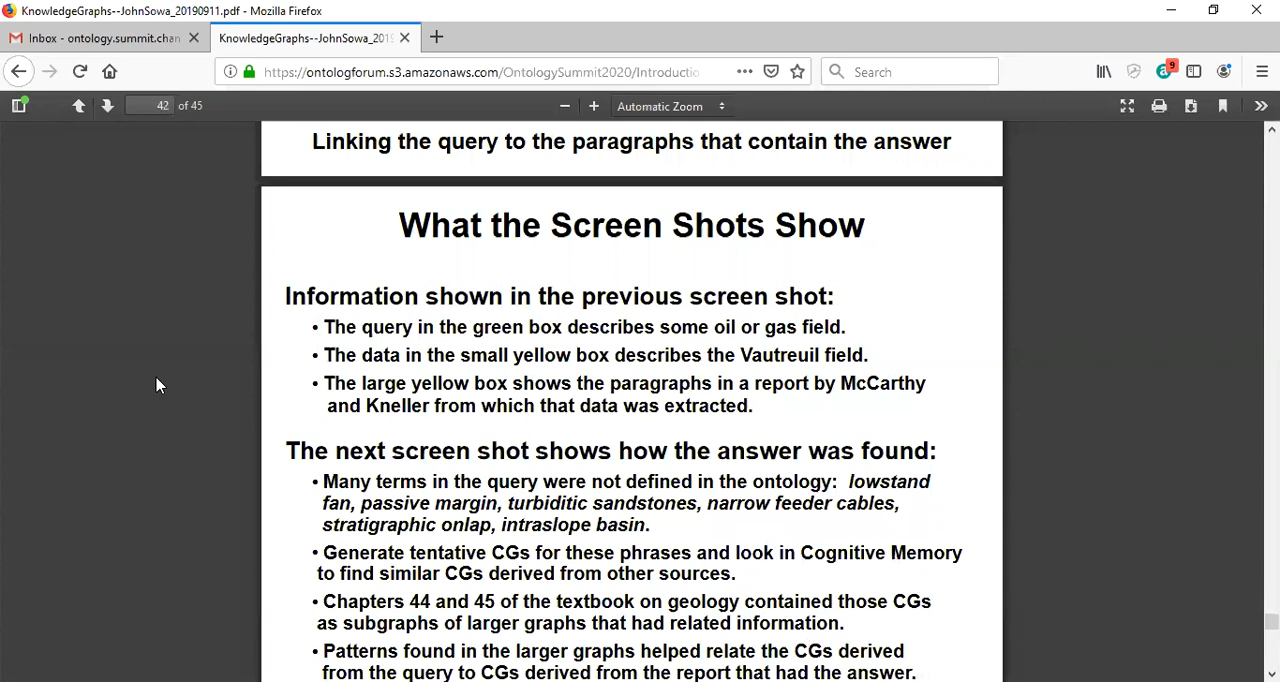 KnowledgeGraphs--JohnSowa_20190911.pdf - Mozilla Firefox
Inbox - ontology.summit.chan
KnowledgeGraphs--JohnSowa_201
https://ontologforum.s3.amazonaws.com/OntologySummit2020/Introductio
Search
9
42 of 45
Automatic Zoom
Linking the query to the paragraphs that contain the answer
What the Screen Shots Show
Information shown in the previous screen shot:
• The query in the green box describes some oil or gas field.
• The data in the small yellow box describes the Vautreuil field.
• The large yellow box shows the paragraphs in a report by McCarthy
and Kneller from which that data was extracted.
The next screen shot shows how the answer was found:
• Many terms in the query were not defined in the ontology: lowstand
fan, passive margin, turbiditic sandstones, narrow feeder cables,
stratigraphic onlap, intraslope basin.
• Generate tentative CGs for these phrases and look in Cognitive Memory
to find similar CGs derived from other sources.
• Chapters 44 and 45 of the textbook on geology contained those CGs
as subgraphs of larger graphs that had related information.
• Patterns found in the larger graphs helped relate the CGs derived
from the query to CGs derived from the report that had the answer.